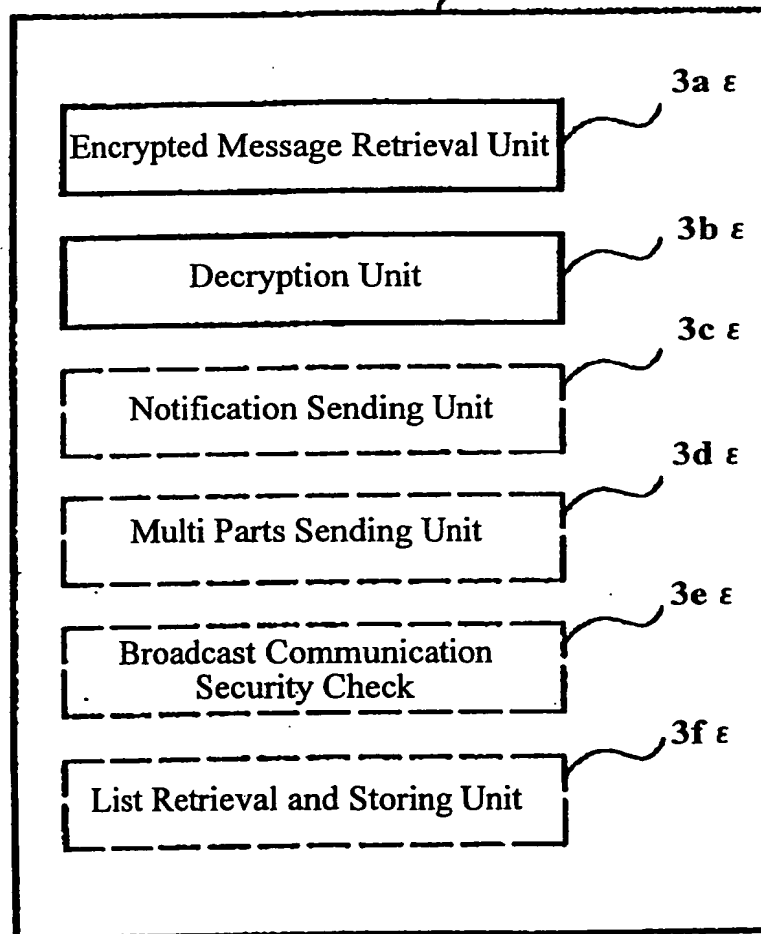 3a ε
Encrypted Message Retrieval Unit
3b ε
Decryption Unit
3c ε
Notification Sending Unit
3d ε
Multi Parts Sending Unit
3e ε
Broadcast Communication
Security Check
3f ε
List Retrieval and Storing Unit